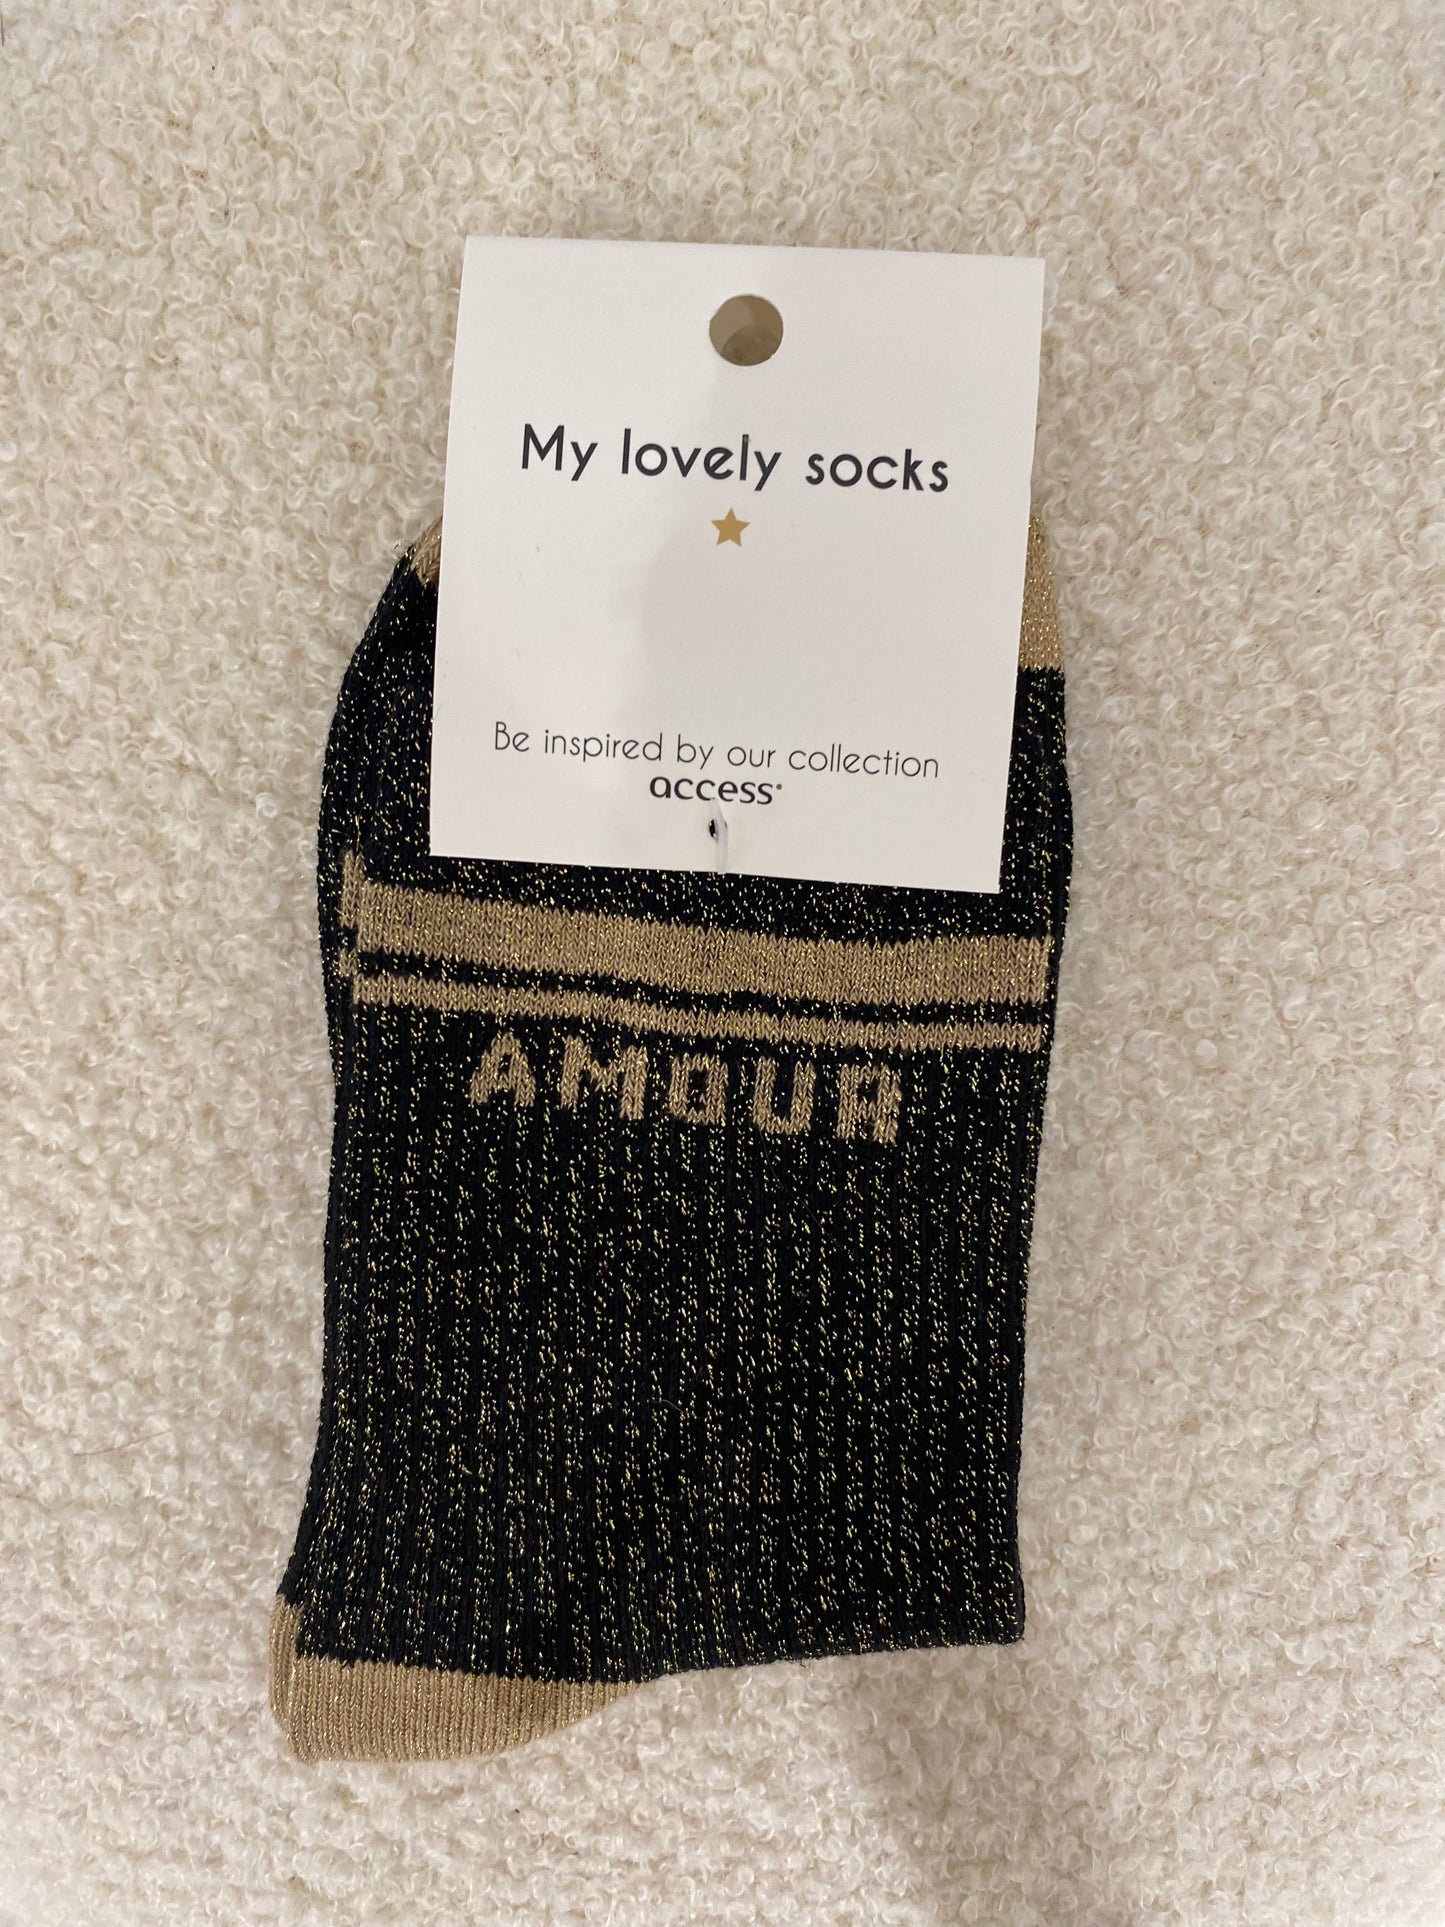 My lovely socks
Be inspired by our collection
access®
AMOUR